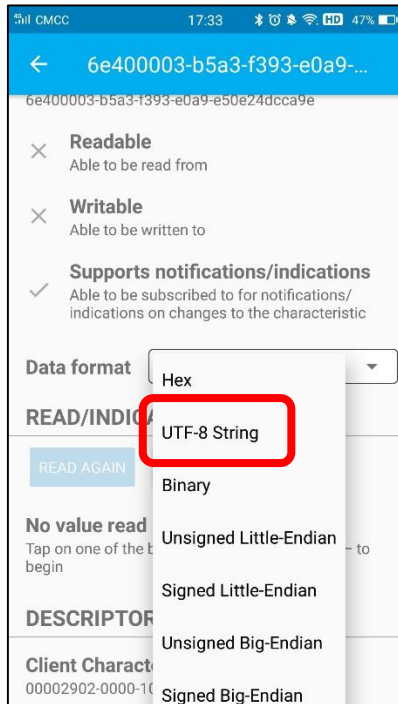 4G CMCC 17:33 HD 47%
6e400003-b5a3-f393-e0a9-...
6e400003-b5a3-f393-e0a9-e50e24dcca9e
Readable
Able to be read from
Writable
Able to be written to
Supports notifications/indications
Able to be subscribed to for notifications/
indications on changes to the characteristic
Data format
Hex
READ/INDICA
UTF-8 String
READ AGAIN
Binary
No value read
Unsigned Little-Endian
Tap on one of the b – to
begin
Signed Little-Endian
DESCRIPTOR
Unsigned Big-Endian
Client Characte
00002902-0000-10
Signed Big-Endian